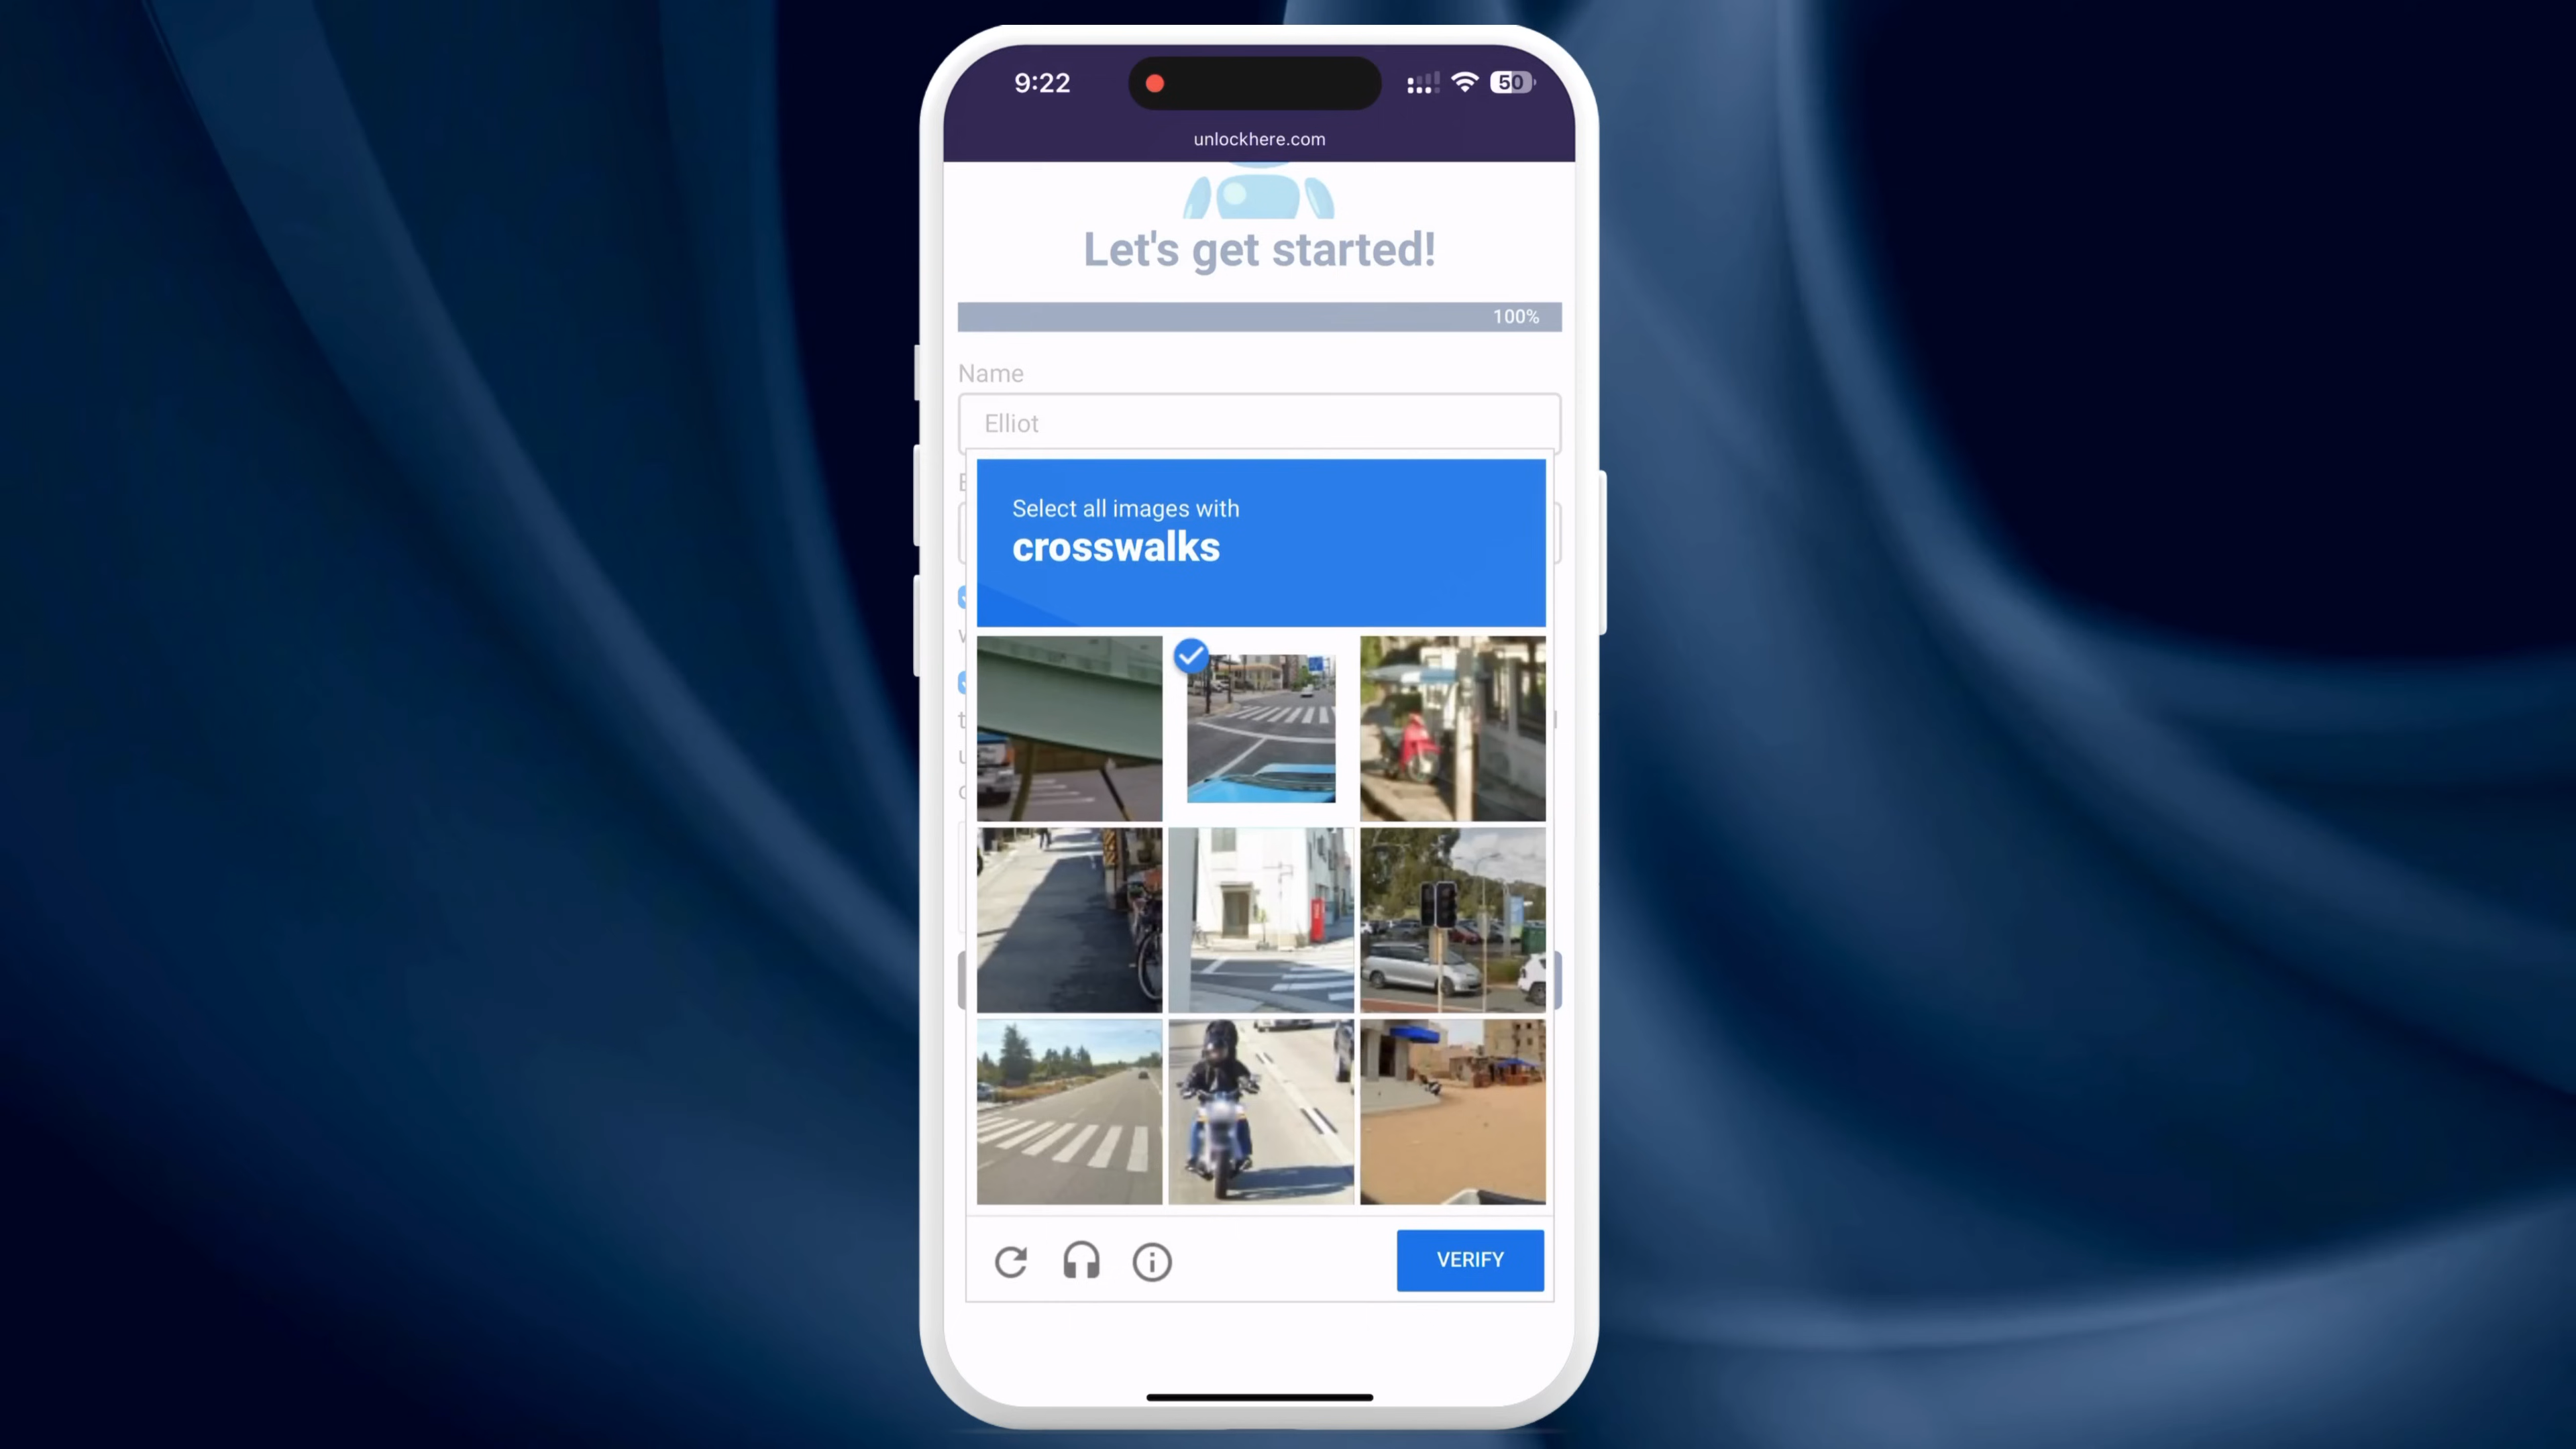 9:22
50
unlockhere.com
Let's get started!
100%
Name
Elliot
Select all images with
crosswalks
VERIFY